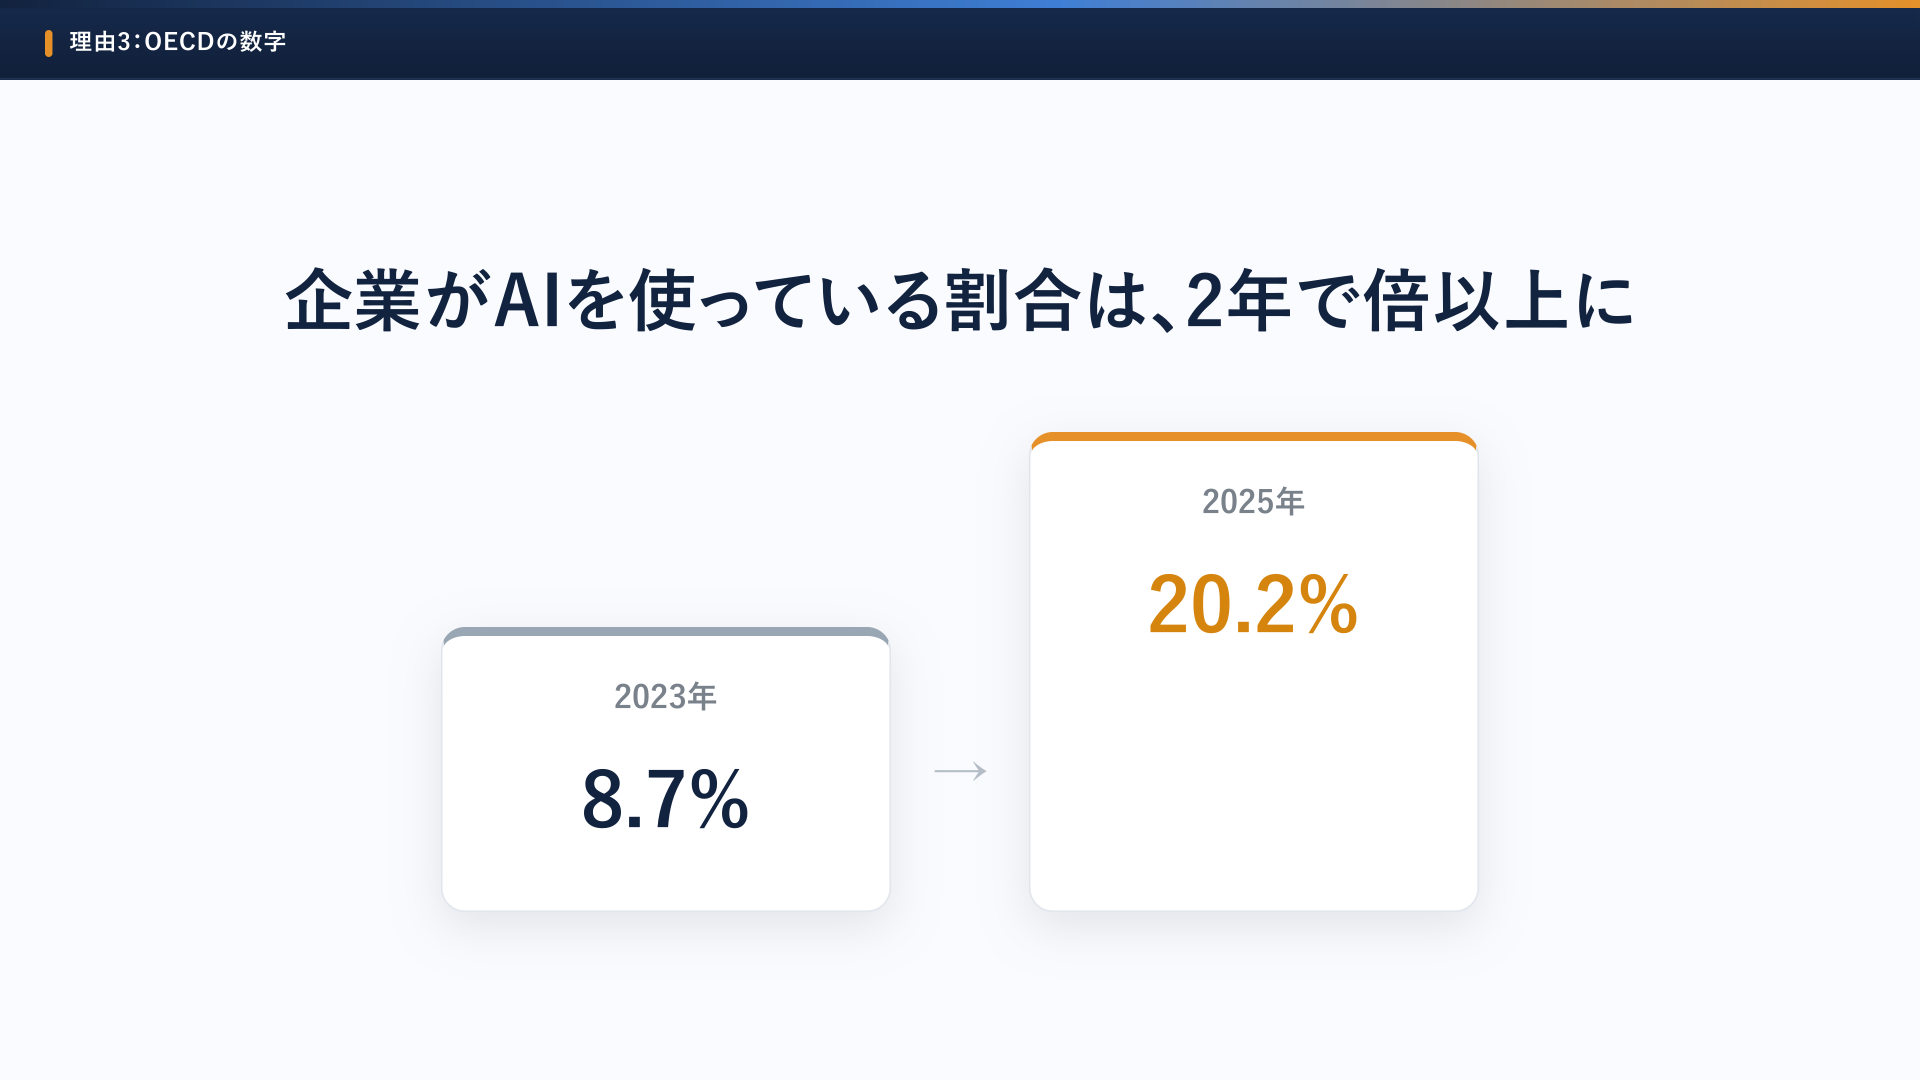 理由3：OECDの数字
企業がAIを使っている割合は、2年で倍以上に
2023年
8.7%
→
2025年
20.2%